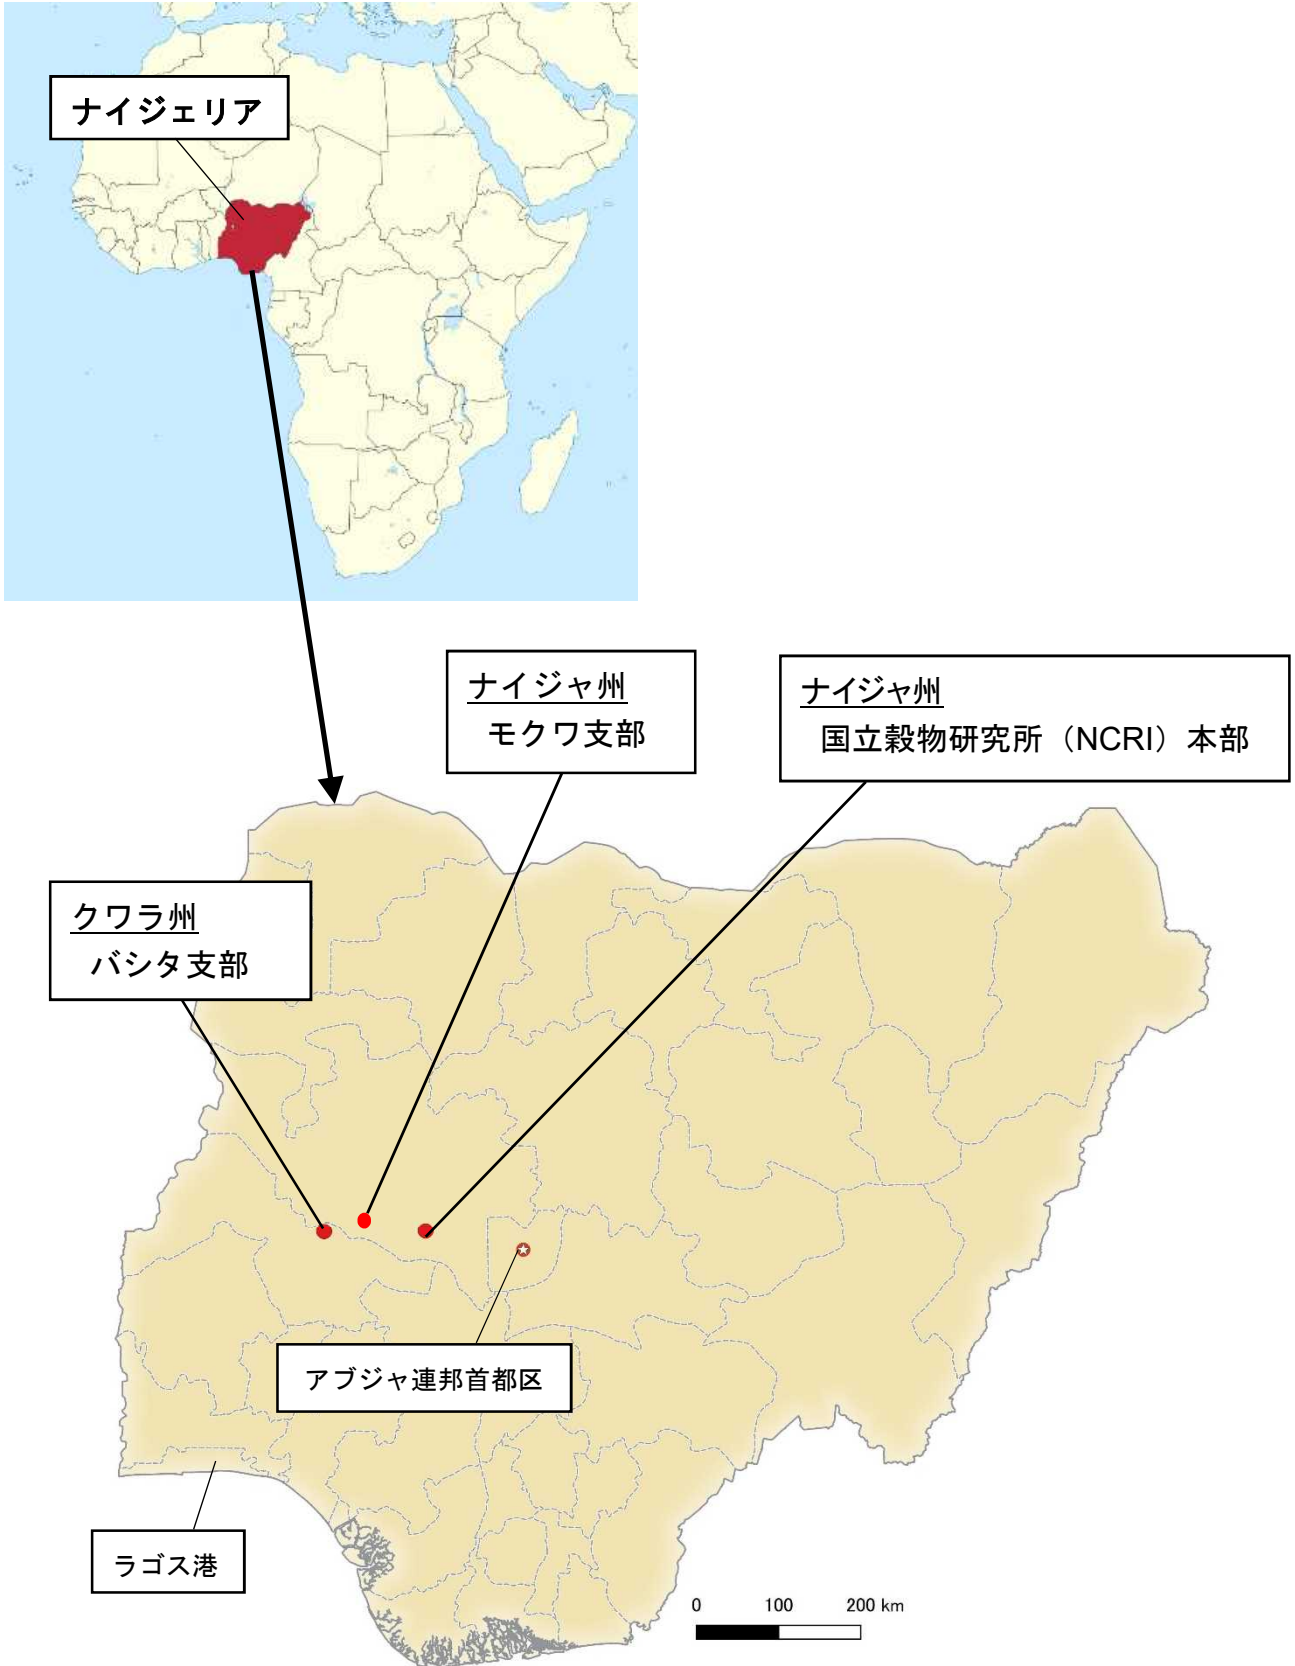 ナイジェリア
ナイジャ州
モクワ支部
ナイジャ州
国立穀物研究所（NCRI）本部
クワラ州
バシタ支部
アブジャ連邦首都区
ラゴス港
0 100 200 km